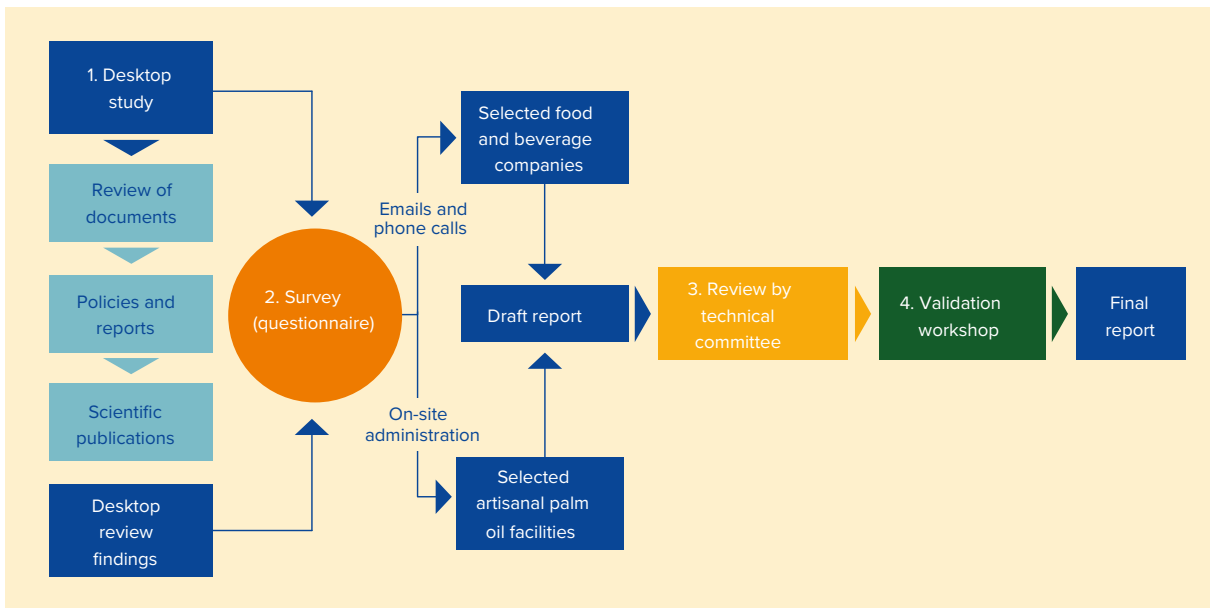 1. Desktop
study
Review of
documents
Policies and
reports
Scientific
publications
Desktop
review
findings
2. Survey
(questionnaire)
Emails and
phone calls
On-site
administration
Selected food
and beverage
companies
Draft report
Selected
artisanal palm
oil facilities
3. Review by
technical
committee
4. Validation
workshop
Final
report